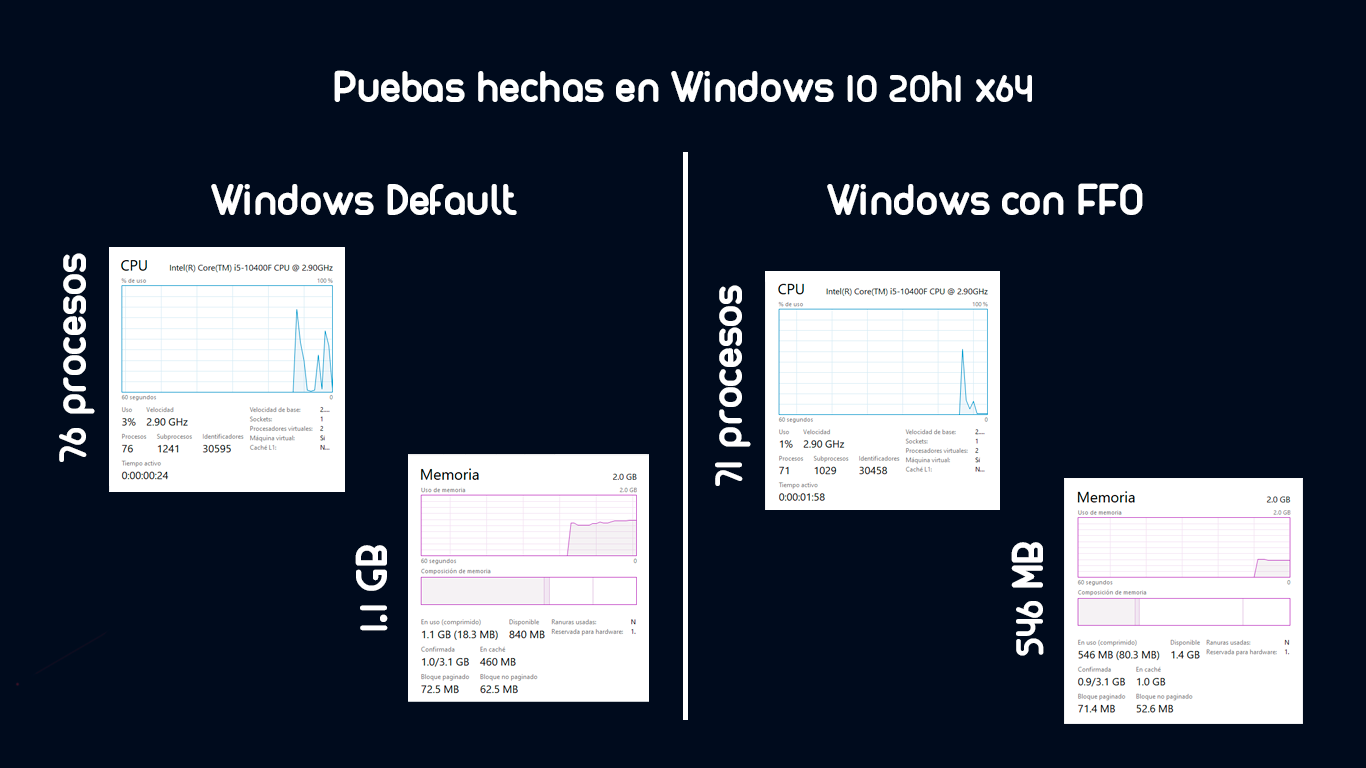 Puebas hechas en Windows 10 20h1 x64
Windows Default
76 procesos
CPU Intel(R) Core(TM) i5-10400F CPU @ 2.90GHz
% de uso 100 %
60 segundos 0
Uso Velocidad Velocidad de base: 2....
3% 2.90 GHz Sockets: 1
Procesadores virtuales: 2
Procesos Subprocesos Identificadores Máquina virtual: Sí
76 1241 30595 Caché L1: N...
Tiempo activo
0:00:00:24
1.1 GB
Memoria 2.0 GB
Uso de memoria 2.0 GB
60 segundos 0
Composición de memoria
En uso (comprimido) Disponible Ranuras usadas: N
1.1 GB (18.3 MB) 840 MB Reservada para hardware: 1.
Confirmada En caché
1.0/3.1 GB 460 MB
Bloque paginado Bloque no paginado
72.5 MB 62.5 MB
Windows con FFO
71 procesos
CPU Intel(R) Core(TM) i5-10400F CPU @ 2.90GHz
% de uso 100 %
60 segundos 0
Uso Velocidad Velocidad de base: 2....
1% 2.90 GHz Sockets: 1
Procesadores virtuales: 2
Procesos Subprocesos Identificadores Máquina virtual: Sí
71 1029 30458 Caché L1: N...
Tiempo activo
0:00:01:58
546 MB
Memoria 2.0 GB
Uso de memoria 2.0 GB
60 segundos 0
Composición de memoria
En uso (comprimido) Disponible Ranuras usadas: N
546 MB (80.3 MB) 1.4 GB Reservada para hardware: 1.
Confirmada En caché
0.9/3.1 GB 1.0 GB
Bloque paginado Bloque no paginado
71.4 MB 52.6 MB